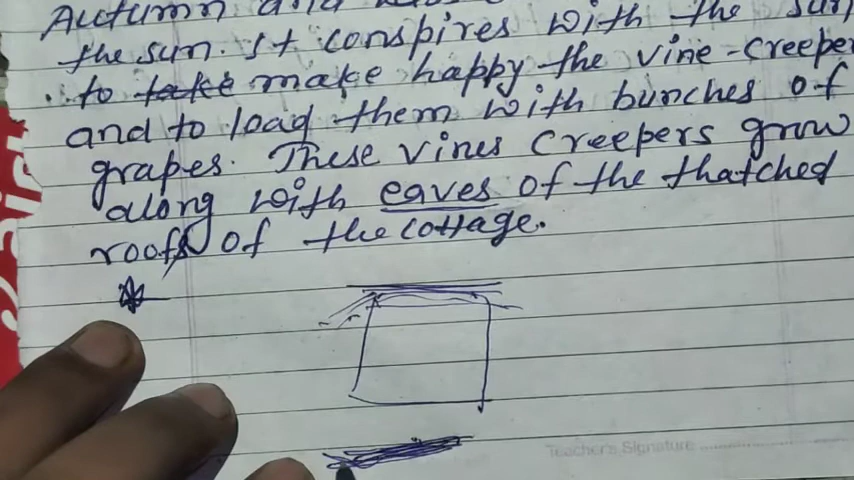 Autumn and
the sun. It conspires with the sun
to take make happy the vine-creeper
and to load them with bunches of
grapes. These vines creepers grow
along with eaves of the thatched
roofs of the cottage.
Teacher's Signature